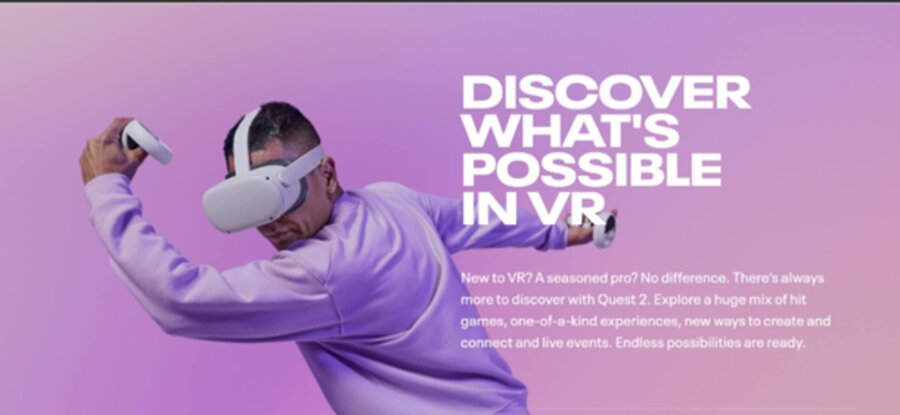 DISCOVER
WHAT'S
POSSIBLE
IN VR
New to VR? A seasoned pro? No difference. There's always
more to discover with Quest 2. Explore a huge mix of hit
games, one-of-a-kind experiences, new ways to create and
connect and live events. Endless possibilities are ready.